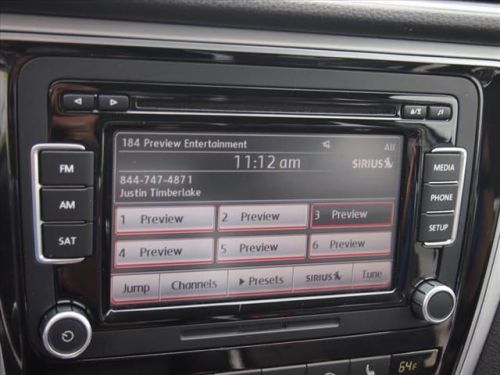 184 Preview Entertainment
All
11:12 am
SIRIUS
844-747-4871
Justin Timberlake
FM
AM
SAT
MEDIA
PHONE
SETUP
1 Preview
2 Preview
3 Preview
4 Preview
5 Preview
6 Preview
Jump
Channels
Presets
SIRIUS
Tune
64F